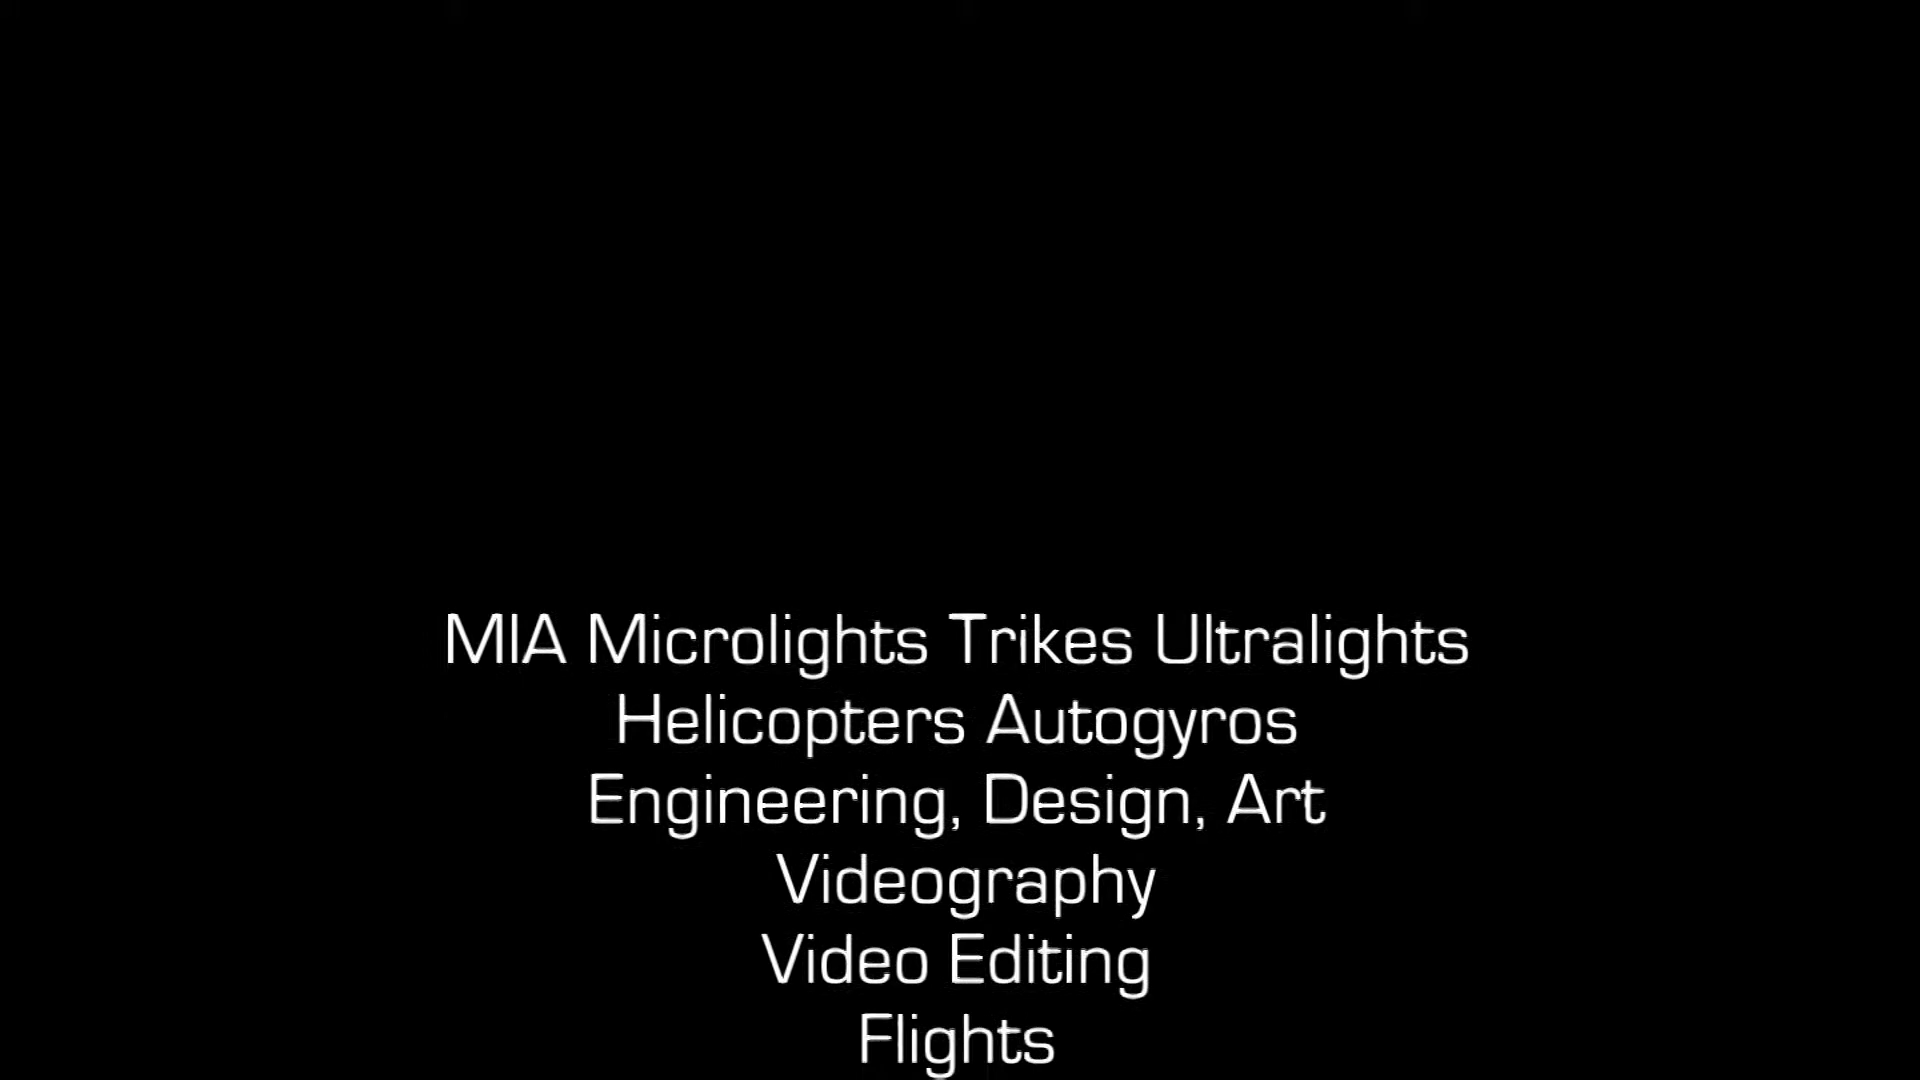 MIA Microlights Trikes Ultralights
Helicopters Autogyros
Engineering, Design, Art
Videography
Video Editing
Flights